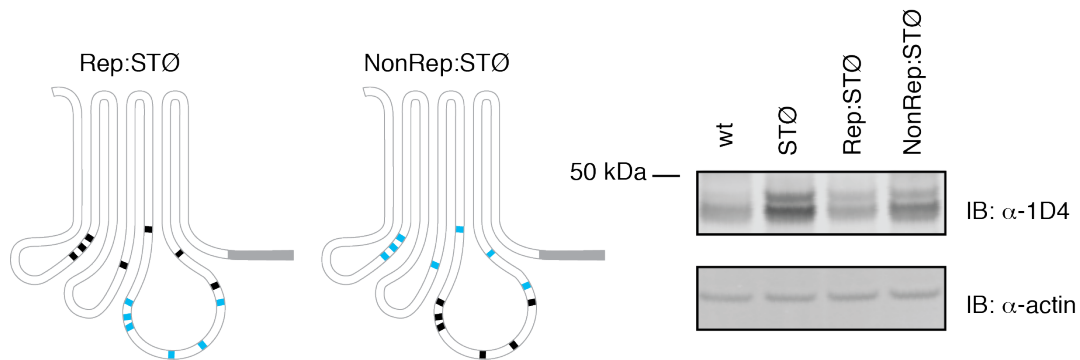 Rep:STØ
NonRep:STØ
wt
STØ
Rep:STØ
NonRep:STØ
50 kDa
IB: α-1D4
IB: α-actin